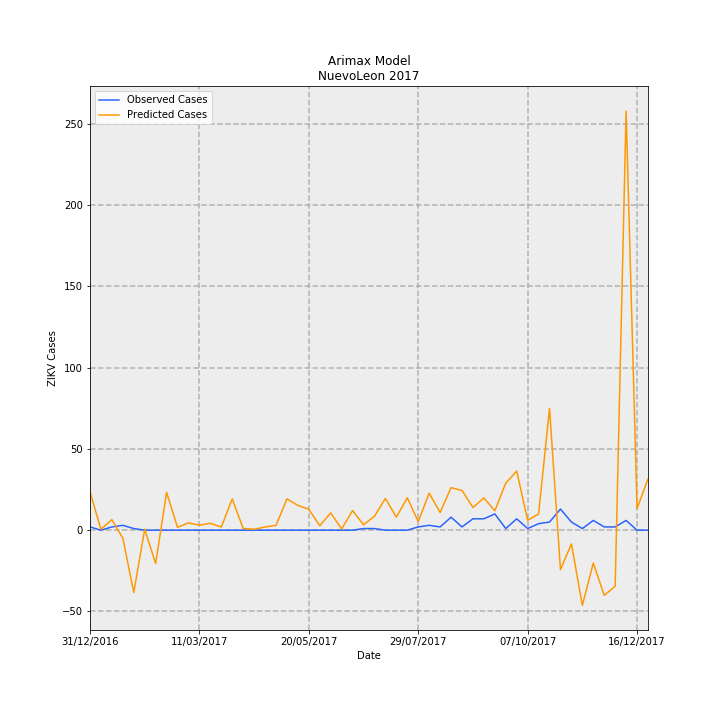 Arimax Model
NuevoLeon 2017
Observed Cases
Predicted Cases
250
200
150
100
50
0
−50
ZIKV Cases
31/12/2016
11/03/2017
20/05/2017
29/07/2017
07/10/2017
16/12/2017
Date